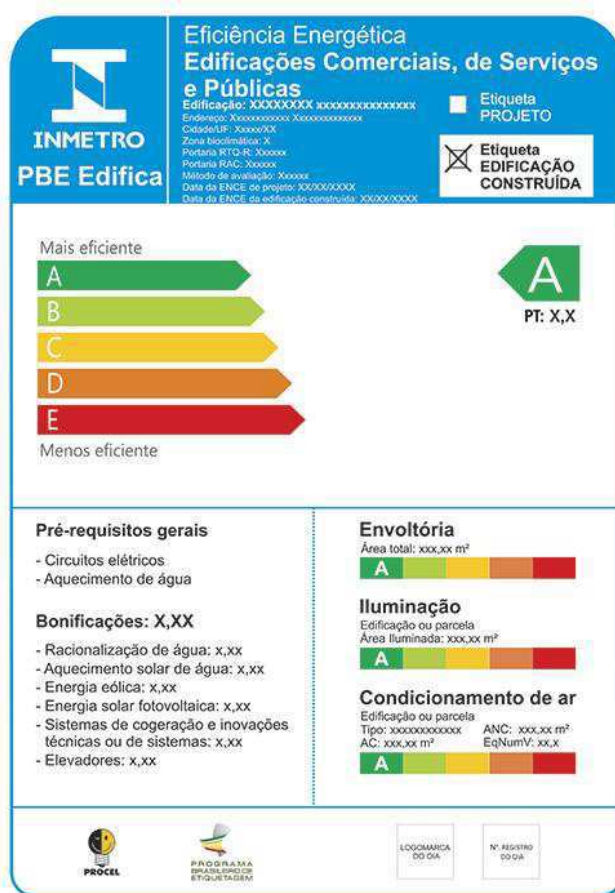 INMETRO
PBE Edifica
Eficiência Energética
Edificações Comerciais, de Serviços
e Públicas
Edificação: XXXXXXXX xxxxxxxxxxxxxxx
Endereço: Xxxxxxxxxxxx Xxxxxxxxxxxxxx
Cidade/UF: Xxxxx/XX
Zona bioclimática: X
Portaria RTQ-R: Xxxxxx
Portaria RAC: Xxxxxx
Método de avaliação: Xxxxxx
Data da ENCE de projeto: XX/XX/XXXX
Data da ENCE da edificação construída: XX/XX/XXXX
Etiqueta
PROJETO
Etiqueta
EDIFICAÇÃO
CONSTRUÍDA
Mais eficiente
A
B
C
D
E
Menos eficiente
A
PT: X,X
Pré-requisitos gerais
- Circuitos elétricos
- Aquecimento de água
Bonificações: X,XX
- Racionalização de água: x,xx
- Aquecimento solar de água: x,xx
- Energia eólica: x,xx
- Energia solar fotovoltaica: x,xx
- Sistemas de cogeração e inovações
técnicas ou de sistemas: x,xx
- Elevadores: x,xx
Envoltória
Área total: xxx,xx m²
A
Iluminação
Edificação ou parcela
Área Iluminada: xxx,xx m²
A
Condicionamento de ar
Edificação ou parcela
Tipo: xxxxxxxxxxxx ANC: xxx,xx m²
AC: xxx,xx m² EqNumV: xx,x
A
PROCEL
PROGRAMA
BRASILEIRO DE
ETIQUETAGEM
LOGOMARCA
DO OIA
Nº. REGISTRO
DO OIA